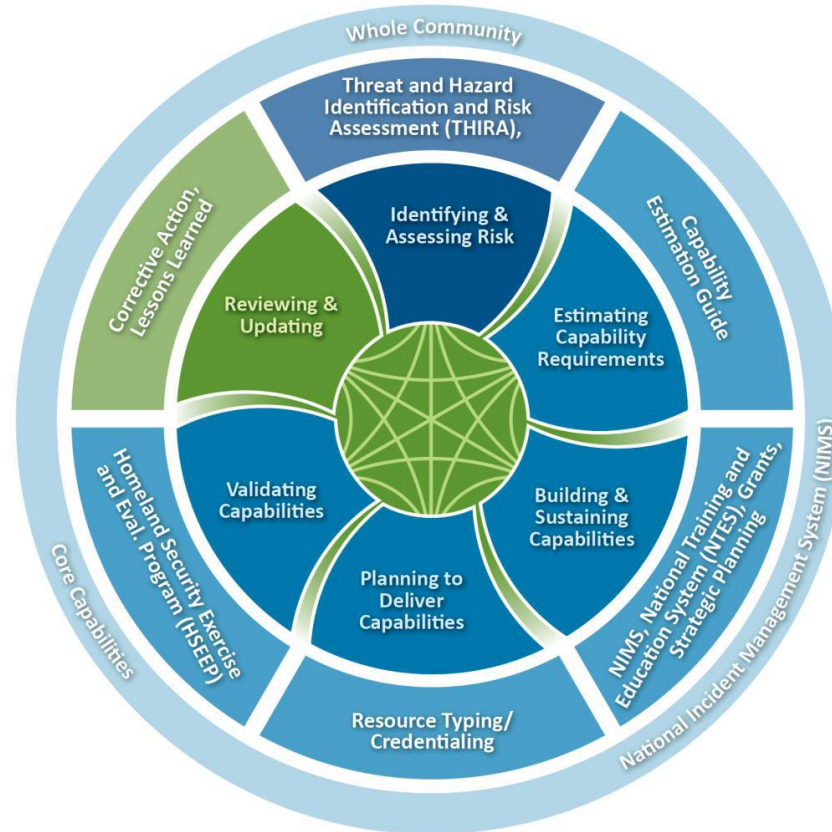 Whole Community
Threat and Hazard
Identification and Risk
Assessment (THIRA),
Identifying &
Assessing Risk
Capability
Estimation Guide
Estimating
Capability
Requirements
NIMS, National Training and
Education System (NTES), Grants,
Strategic Planning
Building &
Sustaining
Capabilities
National Incident Management System (NIMS)
Resource Typing/
Credentialing
Planning to
Deliver
Capabilities
Homeland Security Exercise
and Eval. Program (HSEEP)
Validating
Capabilities
Core Capabilities
Corrective Action,
Lessons Learned
Reviewing &
Updating